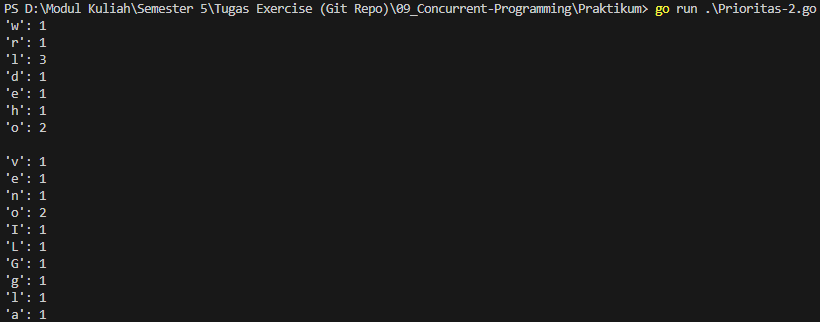 PS D:\Modul Kuliah\Semester 5\Tugas Exercise (Git Repo)\09_Concurrent-Programming\Praktikum> go run .\Prioritas-2.go
'w': 1
'r': 1
'l': 3
'd': 1
'e': 1
'h': 1
'o': 2

'v': 1
'e': 1
'n': 1
'o': 2
'I': 1
'L': 1
'G': 1
'g': 1
'l': 1
'a': 1